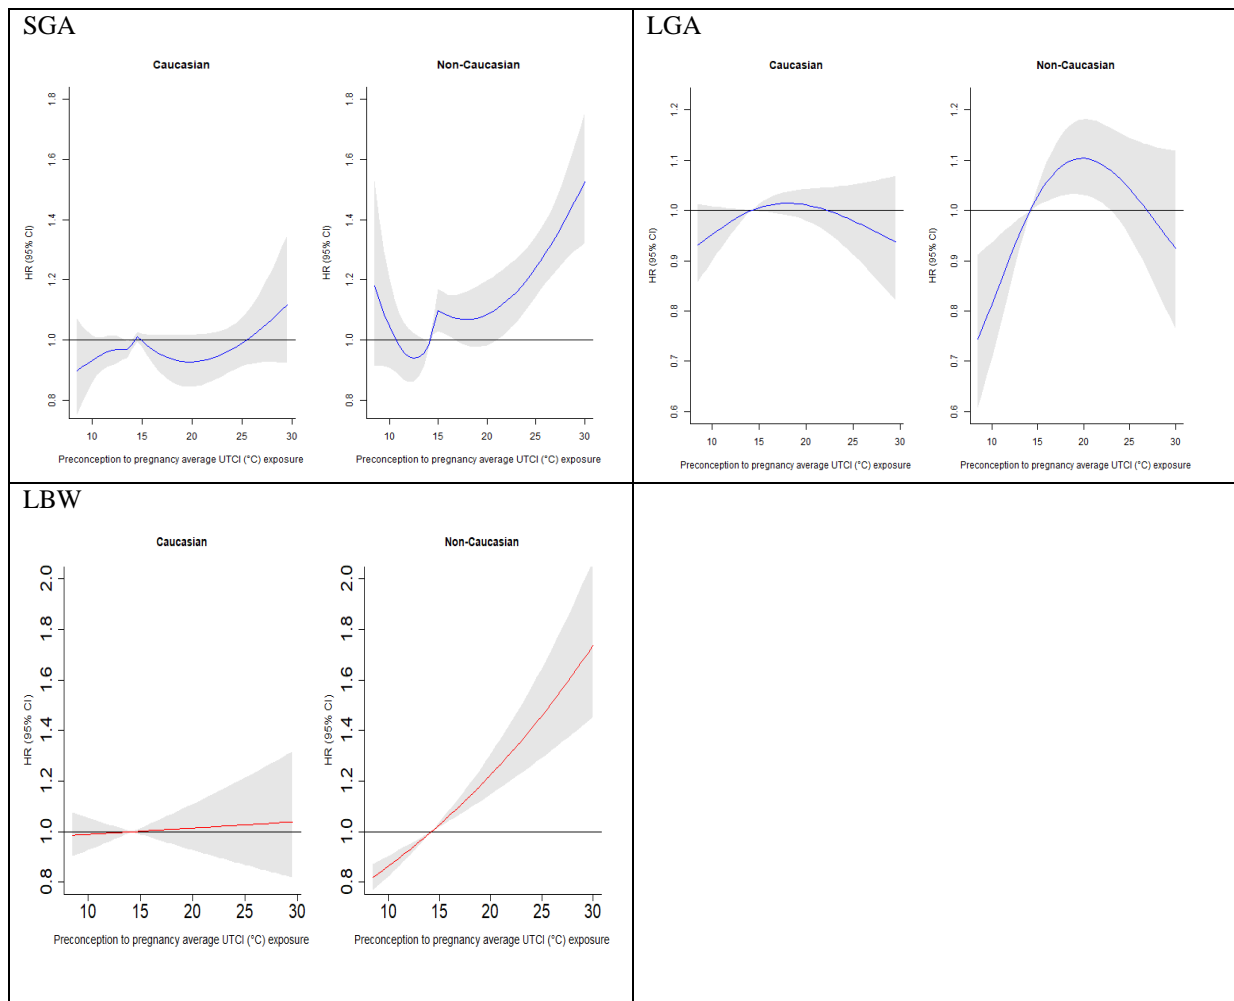 SGA
Caucasian
HR (95% CI)
0.8 1.0 1.2 1.4 1.6 1.8
10 15 20 25 30
Preconception to pregnancy average UTCI (°C) exposure
Non-Caucasian
HR (95% CI)
0.8 1.0 1.2 1.4 1.6 1.8
10 15 20 25 30
Preconception to pregnancy average UTCI (°C) exposure
LGA
Caucasian
HR (95% CI)
0.6 0.7 0.8 0.9 1.0 1.1 1.2
10 15 20 25 30
Preconception to pregnancy average UTCI (°C) exposure
Non-Caucasian
HR (95% CI)
0.6 0.7 0.8 0.9 1.0 1.1 1.2
10 15 20 25 30
Preconception to pregnancy average UTCI (°C) exposure
LBW
Caucasian
HR (95% CI)
0.8 1.0 1.2 1.4 1.6 1.8 2.0
10 15 20 25 30
Preconception to pregnancy average UTCI (°C) exposure
Non-Caucasian
HR (95% CI)
0.8 1.0 1.2 1.4 1.6 1.8 2.0
10 15 20 25 30
Preconception to pregnancy average UTCI (°C) exposure